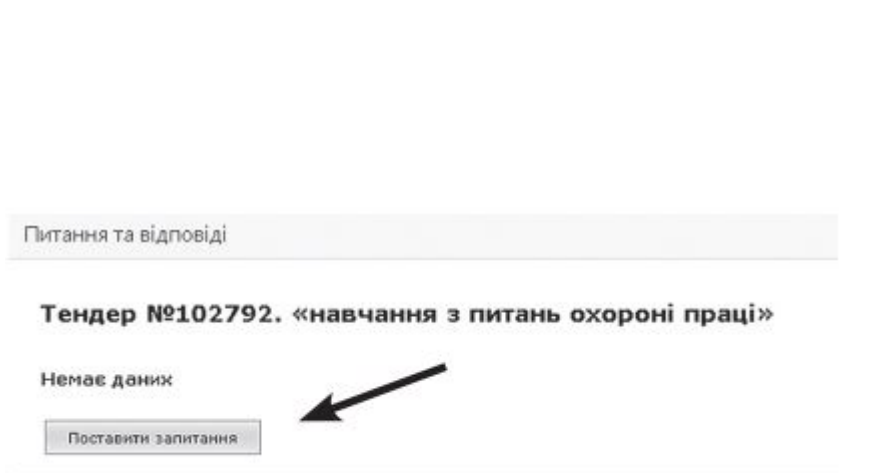 Питання та відповіді
Тендер №102792. «навчання з питань охороні праці»
Немає даних
Поставити запитання